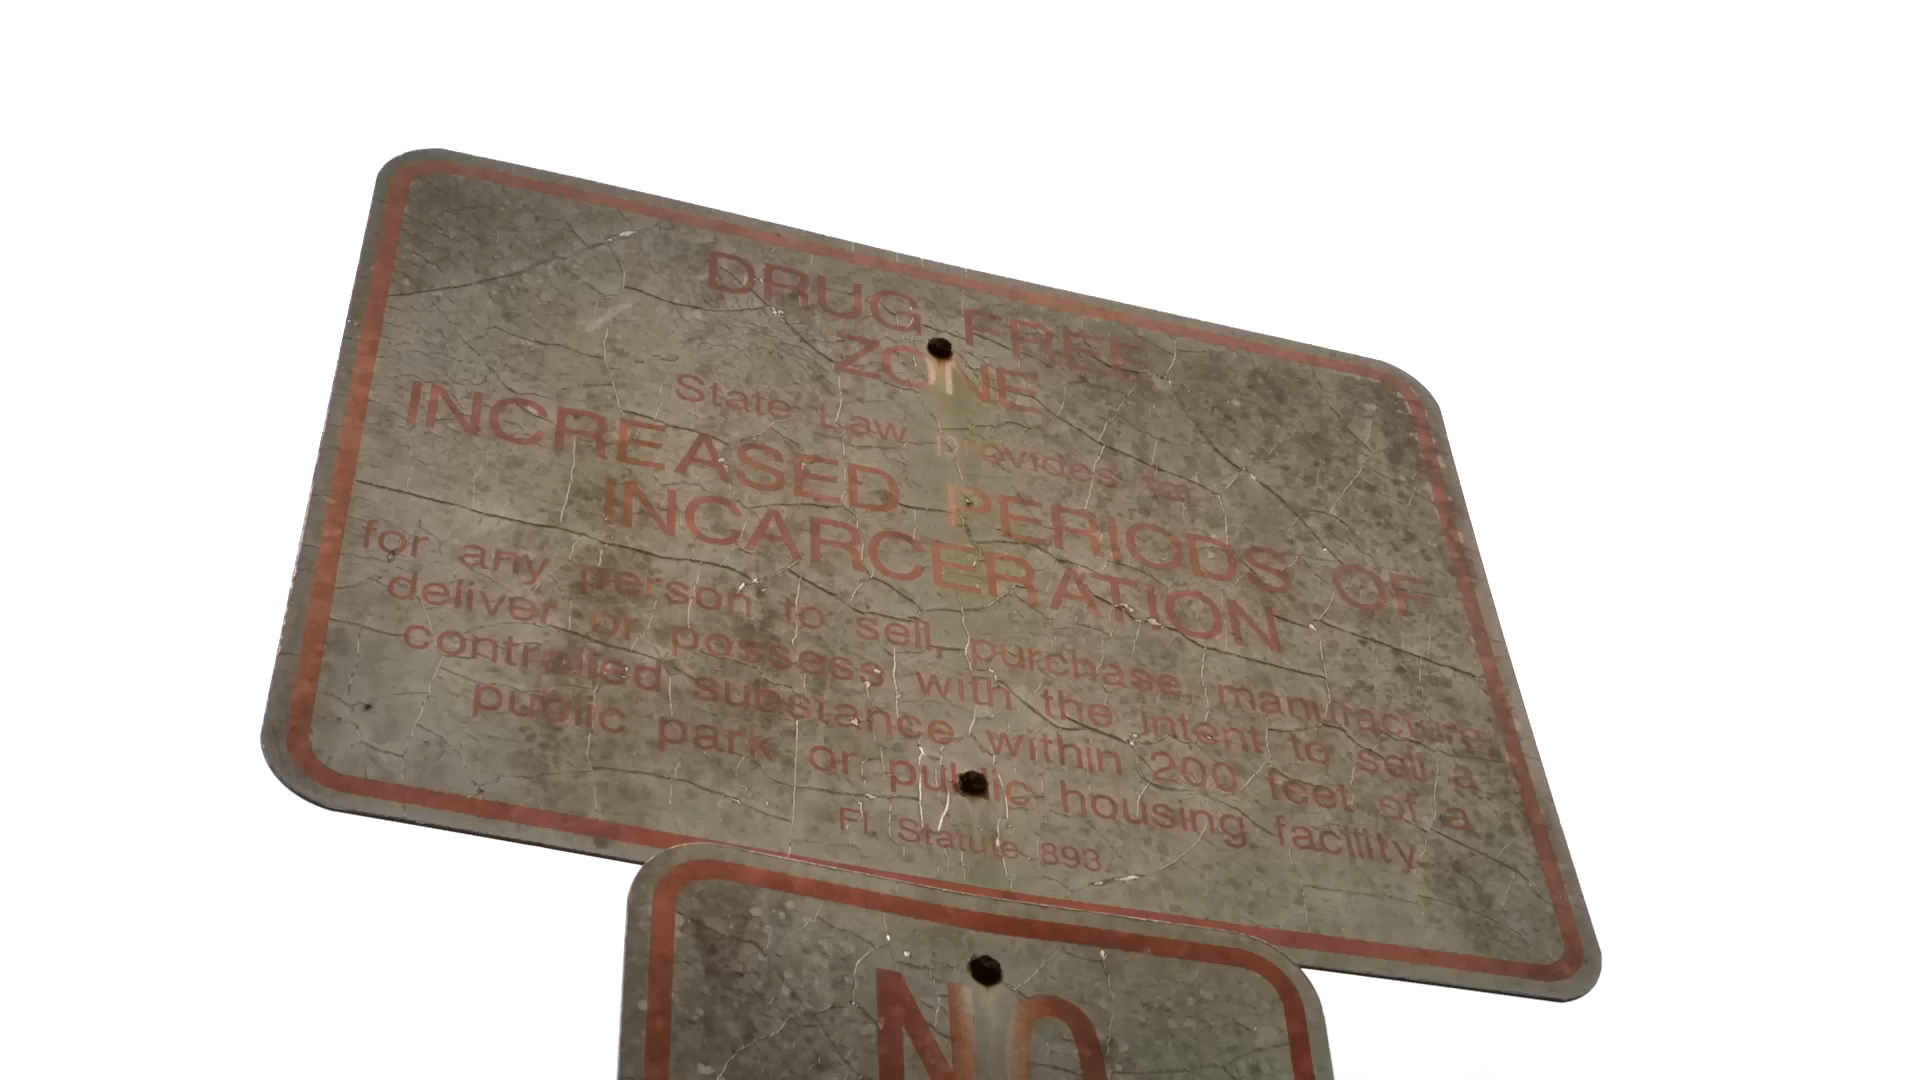 DRUG FREE
ZONE
State Law provides for
INCREASED PERIODS OF
INCARCERATION
for any person to sell, purchase, manufacture
deliver or possess with the intent to sell a
controlled substance within 200 feet of a
public park or public housing facility.
Fl. Statute 893
NO